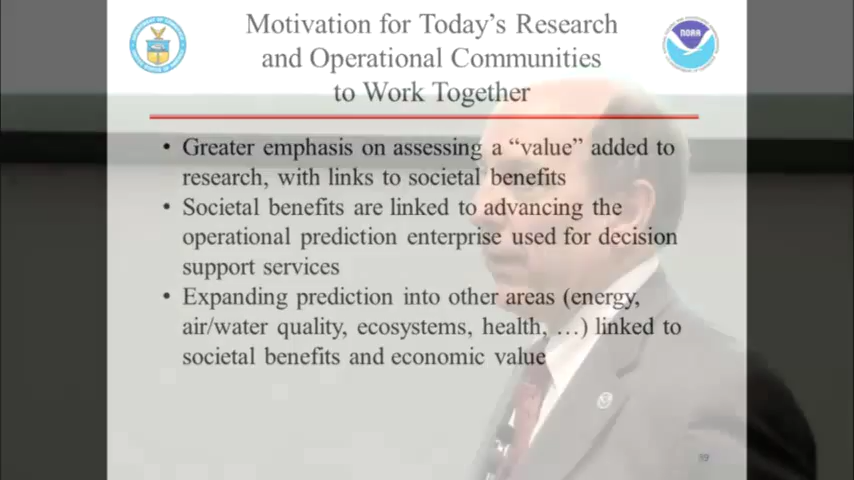 Motivation for Today's Research
and Operational Communities
to Work Together
NOAA
• Greater emphasis on assessing a “value” added to
research, with links to societal benefits
• Societal benefits are linked to advancing the
operational prediction enterprise used for decision
support services
• Expanding prediction into other areas (energy,
air/water quality, ecosystems, health, …) linked to
societal benefits and economic value